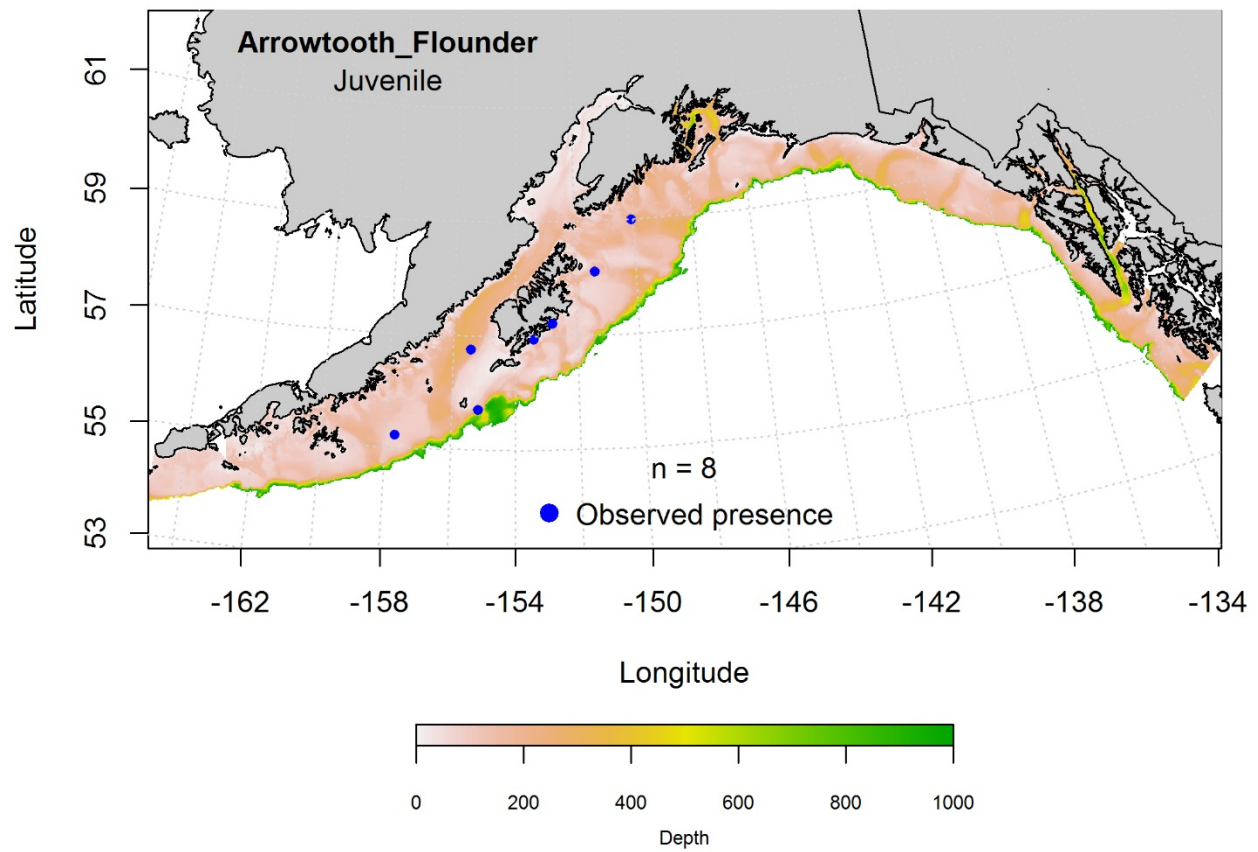 Arrowtooth_Flounder
Juvenile
61
59
57
55
53
Latitude
n = 8
Observed presence
-162 -158 -154 -150 -146 -142 -138 -134
Longitude
0 200 400 600 800 1000
Depth